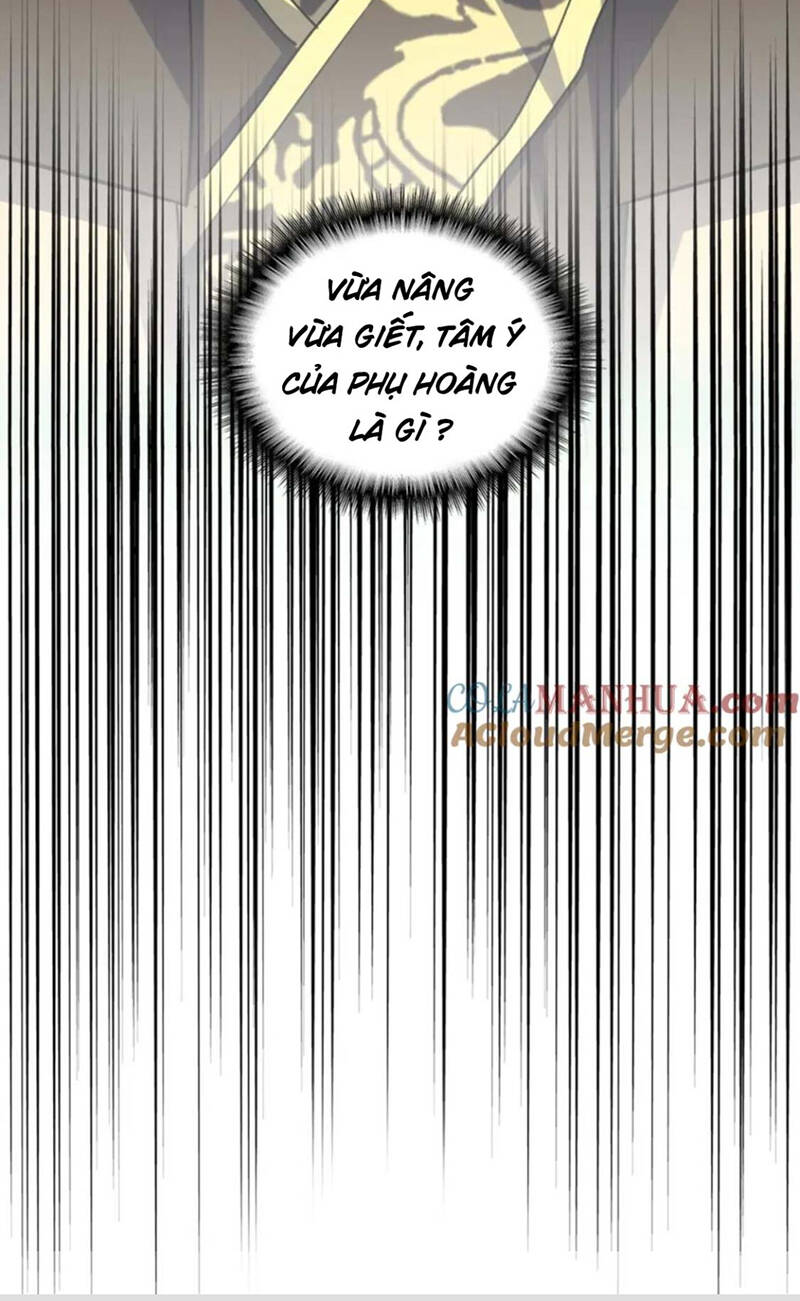 VỪA NÂNG
VỪA GIẾT, TÂM Ý
CỦA PHỤ HOÀNG
LÀ GÌ ?
COLAMANHUA.com
ACloudMerge.com